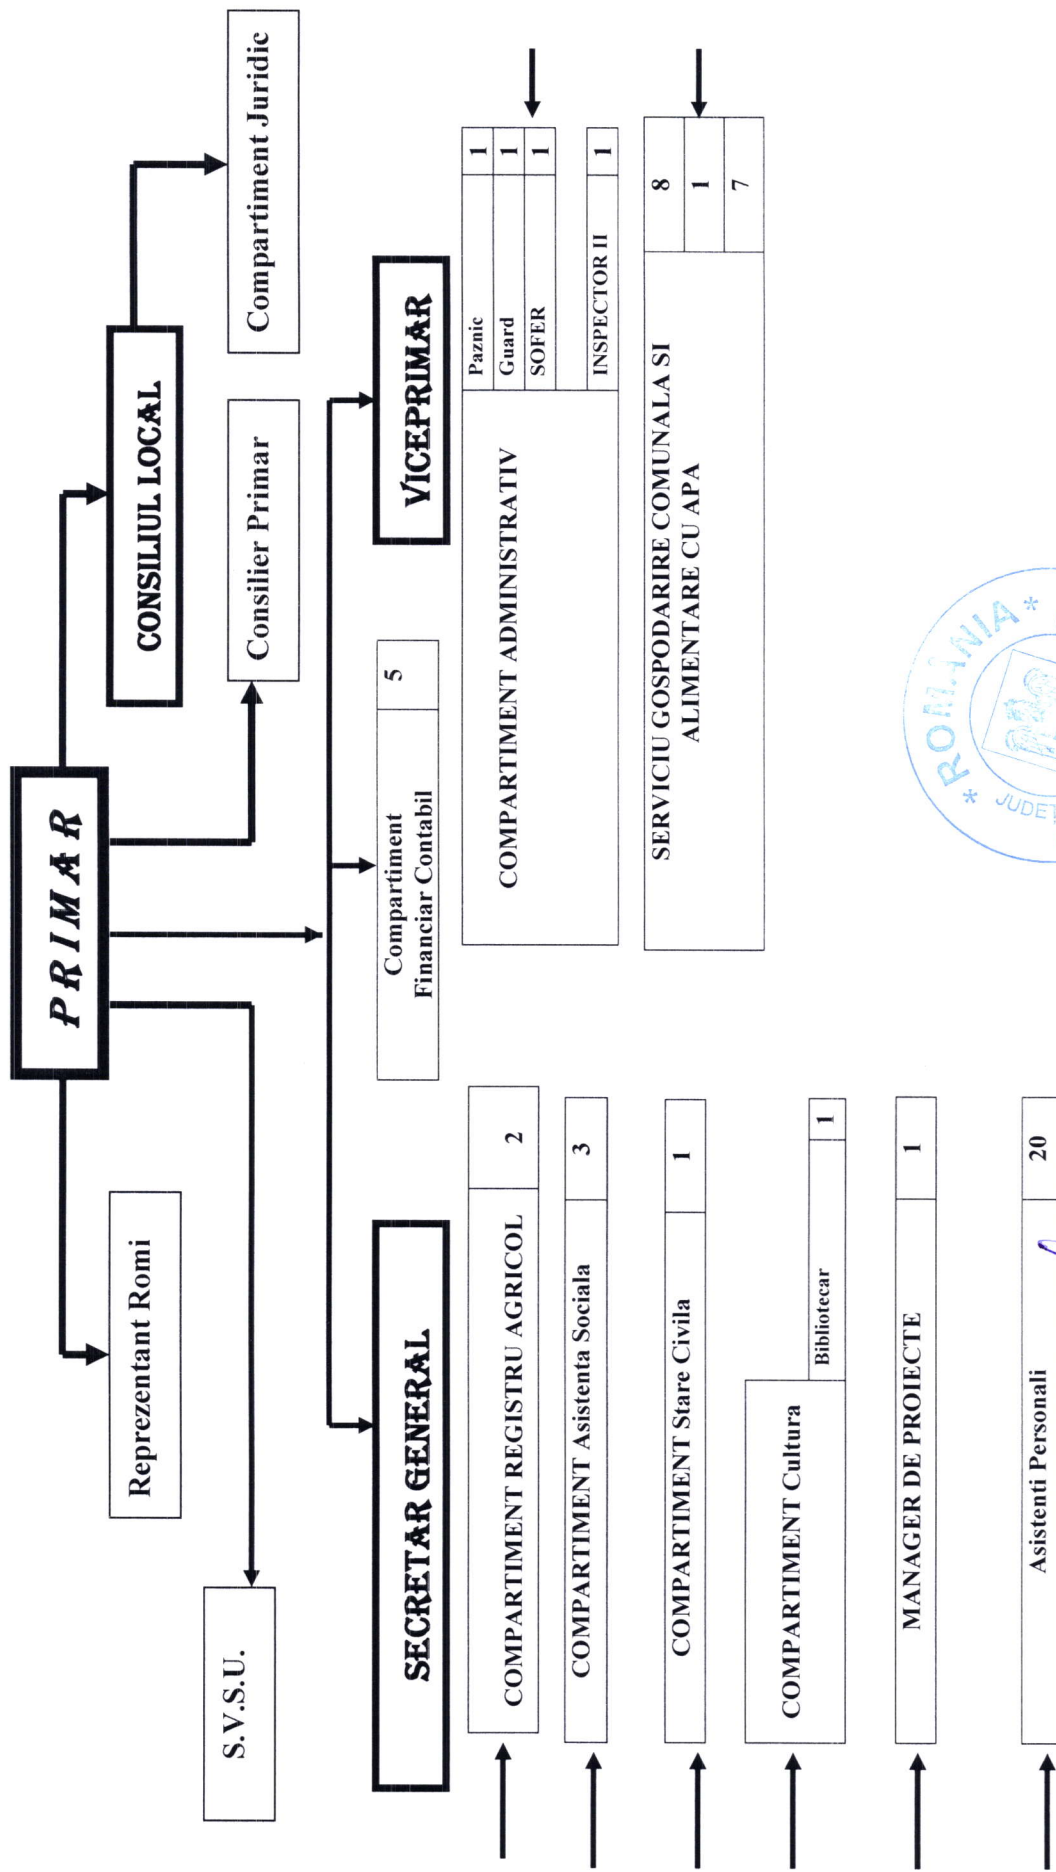 PRIMAR
CONSILIUL LOCAL
Reprezentant Romi
Compartiment Juridic
S.V.S.U.
Consilier Primar
SECRETAR GENERAL
Compartiment
Financiar Contabil
5
VICEPRIMAR
COMPARTIMENT REGISTRU AGRICOL 2
COMPARTIMENT Asistenta Sociala 3
COMPARTIMENT Stare Civila 1
COMPARTIMENT Cultura
Bibliotecar 1
MANAGER DE PROIECTE 1
Asistenti Personali 20
COMPARTIMENT ADMINISTRATIV
Paznic 1
Guard 1
SOFER 1
INSPECTOR II 1
SERVICIU GOSPODARIRE COMUNALA SI
ALIMENTARE CU APA
8
1
7
* ROMÂNIA *